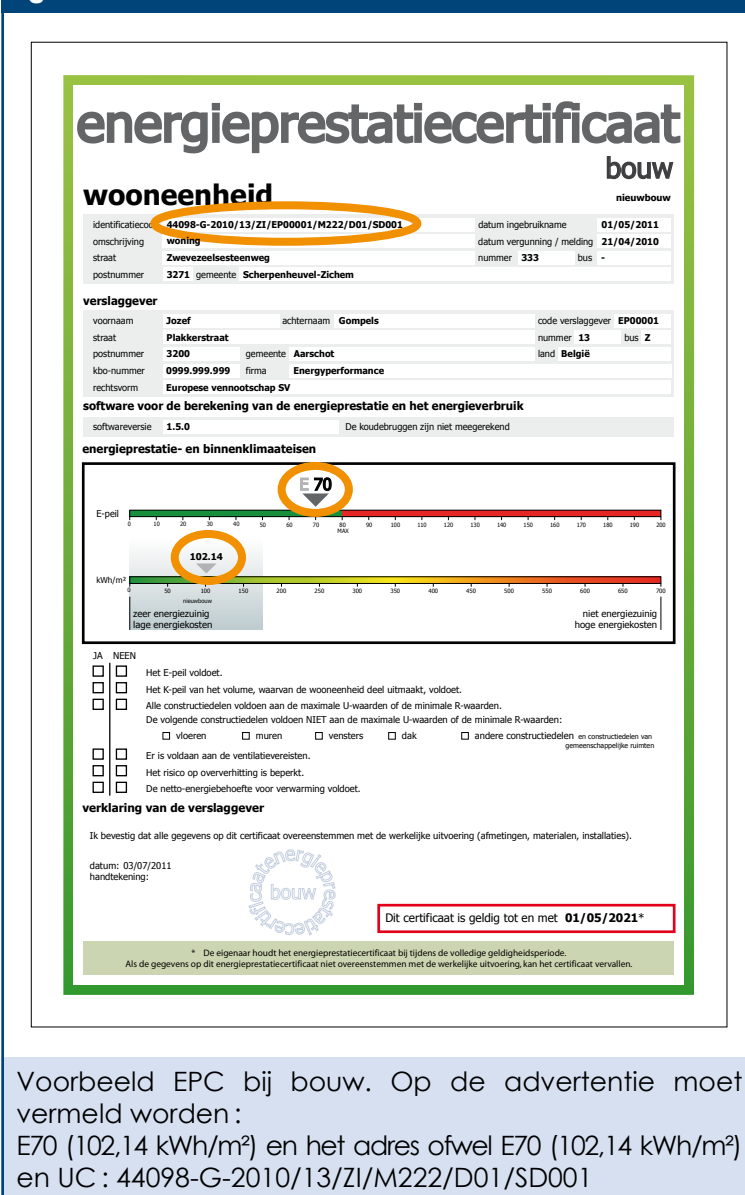 energieprestatiecertificaat
bouw
wooneenheid
nieuwbouw
identificatiecod 44098-G-2010/13/ZI/EP00001/M222/D01/SD001 datum ingebruikname 01/05/2011
omschrijving woning datum vergunning / melding 21/04/2010
straat Zwevezeelsesteenweg nummer 333 bus -
postnummer 3271 gemeente Scherpenheuvel-Zichem
verslaggever
voornaam Jozef achternaam Gompels code verslaggever EP00001
straat Plakkerstraat nummer 13 bus Z
postnummer 3200 gemeente Aarschot land België
kbo-nummer 0999.999.999 firma Energyperformance
rechtsvorm Europese vennootschap SV
software voor de berekening van de energieprestatie en het energieverbruik
softwareversie 1.5.0 De koudebruggen zijn niet meegerekend
energieprestatie- en binnenklimaateisen
E 70
E-peil
0 10 20 30 40 50 60 70 80 90 100 110 120 130 140 150 160 170 180 190 200
MAX
102.14
kWh/m²
0 50 100 150 200 250 300 350 400 450 500 550 600 650 700
nieuwbouw
zeer energiezuinig niet energiezuinig
lage energiekosten hoge energiekosten
JA NEEN
Het E-peil voldoet.
Het K-peil van het volume, waarvan de wooneenheid deel uitmaakt, voldoet.
Alle constructiedelen voldoen aan de maximale U-waarden of de minimale R-waarden.
De volgende constructiedelen voldoen NIET aan de maximale U-waarden of de minimale R-waarden:
vloeren muren vensters dak andere constructiedelen en constructiedelen van
gemeenschappelijke ruimten
Er is voldaan aan de ventilatievereisten.
Het risico op oververhitting is beperkt.
De netto-energiebehoefte voor verwarming voldoet.
verklaring van de verslaggever
Ik bevestig dat alle gegevens op dit certificaat overeenstemmen met de werkelijke uitvoering (afmetingen, materialen, installaties).
datum: 03/07/2011
handtekening:
energieprestatiecertificaat
bouw
Dit certificaat is geldig tot en met 01/05/2021*
* De eigenaar houdt het energieprestatiecertificaat bij tijdens de volledige geldigheidsperiode.
Als de gegevens op dit energieprestatiecertificaat niet overeenstemmen met de werkelijke uitvoering, kan het certificaat vervallen.
Voorbeeld EPC bij bouw. Op de advertentie moet
vermeld worden :
E70 (102,14 kWh/m²) en het adres ofwel E70 (102,14 kWh/m²)
en UC : 44098-G-2010/13/ZI/M222/D01/SD001